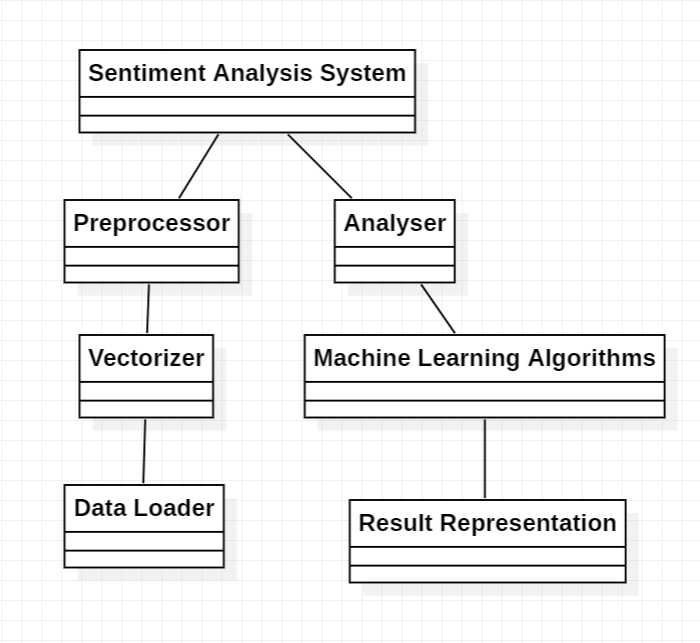 Sentiment Analysis System
Preprocessor
Analyser
Vectorizer
Machine Learning Algorithms
Data Loader
Result Representation